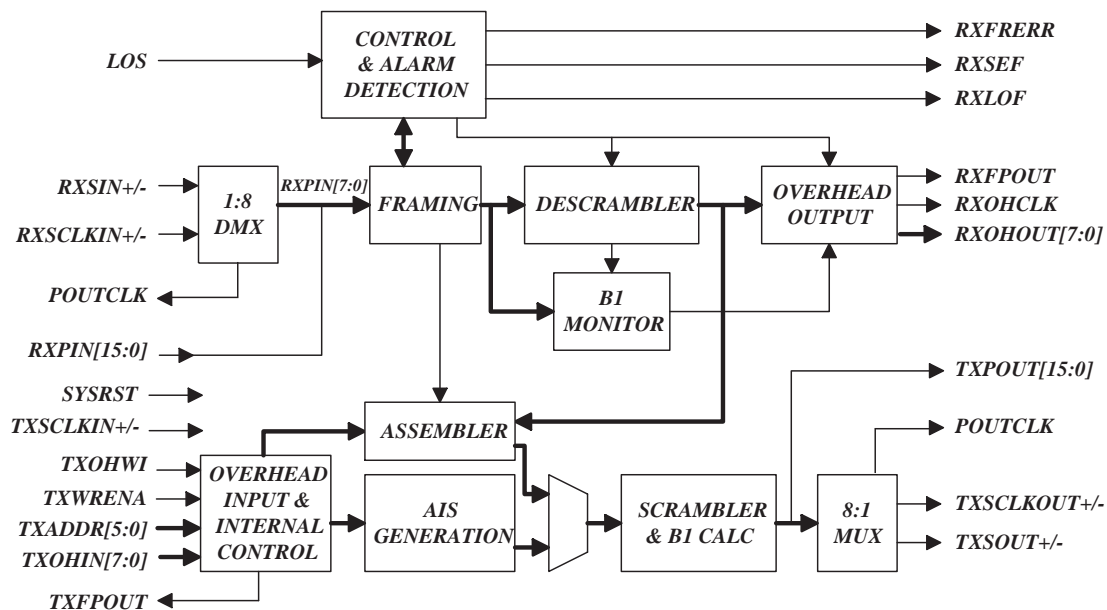 LOS
CONTROL
& ALARM
DETECTION
RXFRERR
RXSEF
RXLOF
RXSIN+/-
RXSCLKIN+/-
1:8
DMX
RXPIN[7:0]
FRAMING
DESCRAMBLER
OVERHEAD
OUTPUT
RXFPOUT
RXOHCLK
RXOHOUT[7:0]
POUTCLK
B1
MONITOR
RXPIN[15:0]
TXPOUT[15:0]
SYSRST
TXSCLKIN+/-
ASSEMBLER
POUTCLK
TXOHWI
TXWRENA
TXADDR[5:0]
TXOHIN[7:0]
OVERHEAD
INPUT &
INTERNAL
CONTROL
AIS
GENERATION
SCRAMBLER
& B1 CALC
8:1
MUX
TXSCLKOUT+/-
TXSOUT+/-
TXFPOUT